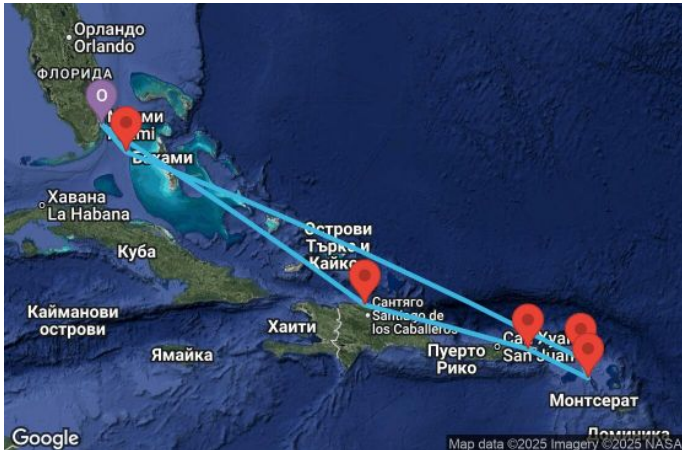 Орландо
Orlando
ФЛОРИДА
O
Бахами
Хавана
La Habana
Куба
Острови
Търкс и
Кайкос
Кайманови
острови
Ямайка
Хаити
Сантяго
Santiago de
los Caballeros
Пуерто
Рико
San Juan
Монтсерат
Доминика
Google
Map data ©2025 Imagery ©2025 NASA